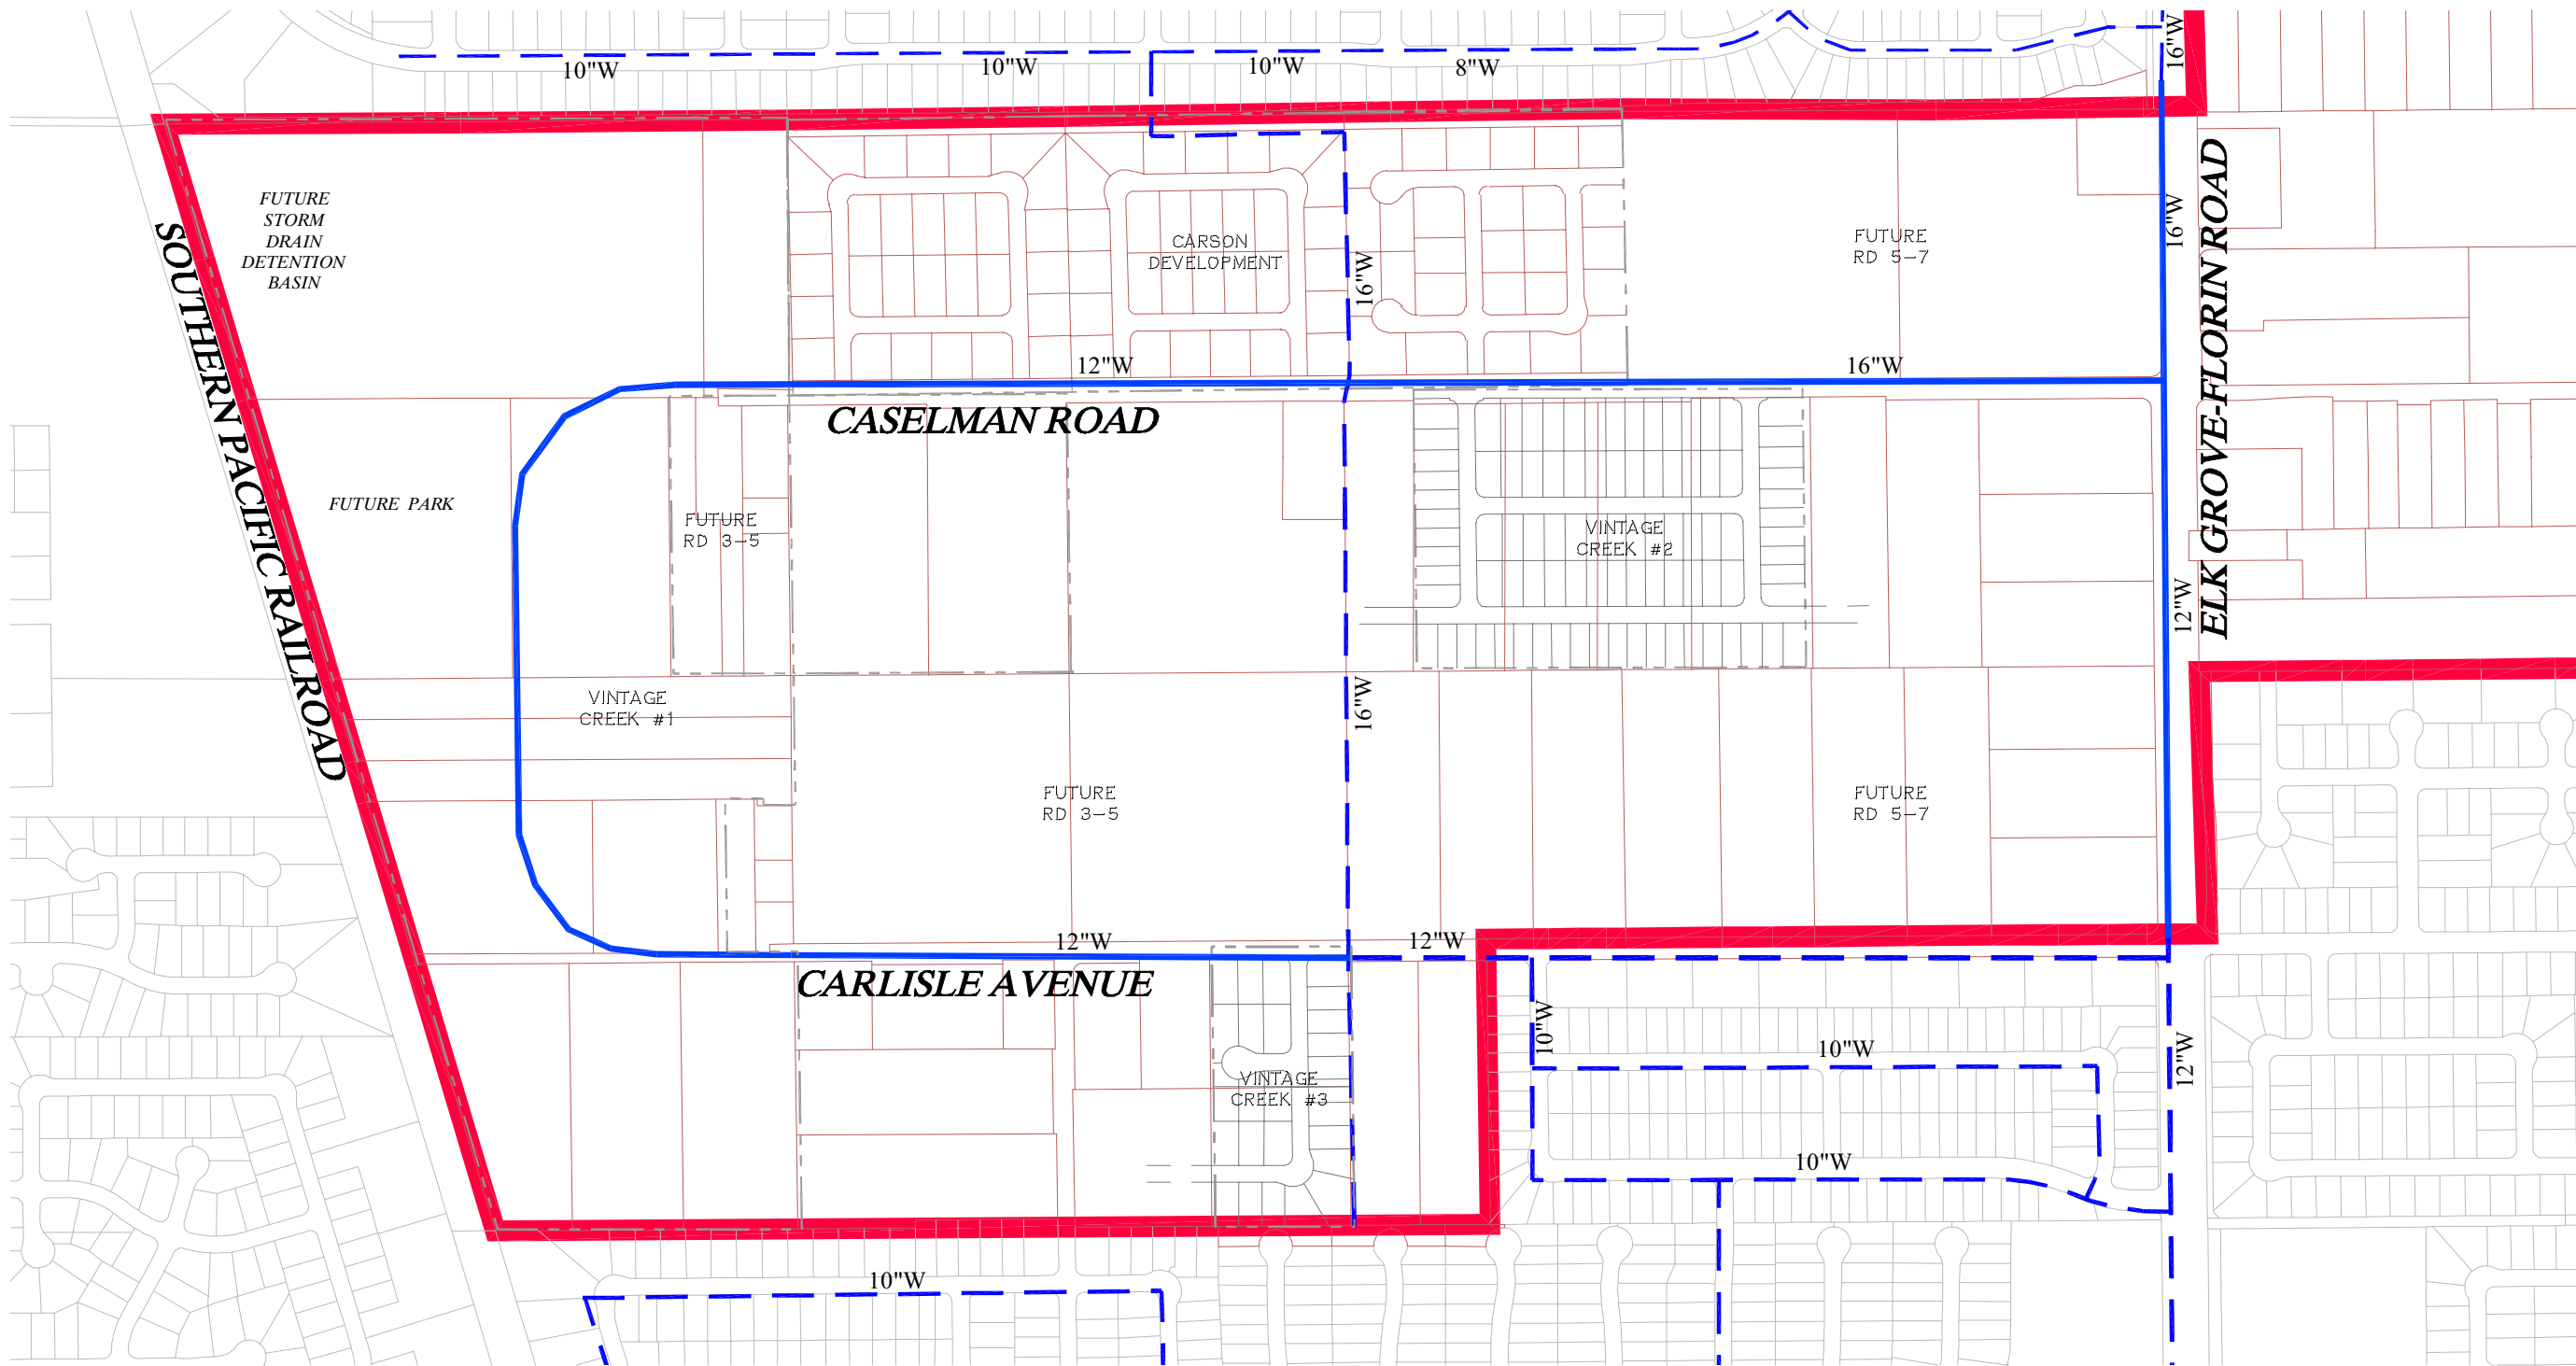 10"W
10"W
10"W
8"W
16"W
FUTURE
STORM
DRAIN
DETENTION
BASIN
CARSON
DEVELOPMENT
16"W
FUTURE
RD 5-7
16"W
ELK GROVE-FLORIN ROAD
SOUTHERN PACIFIC RAILROAD
12"W
16"W
CASELMAN ROAD
FUTURE PARK
FUTURE
RD 3-5
VINTAGE
CREEK #2
12"W
VINTAGE
CREEK #1
16"W
FUTURE
RD 3-5
FUTURE
RD 5-7
12"W
12"W
CARLISLE AVENUE
10"W
10"W
12"W
VINTAGE
CREEK #3
10"W
10"W